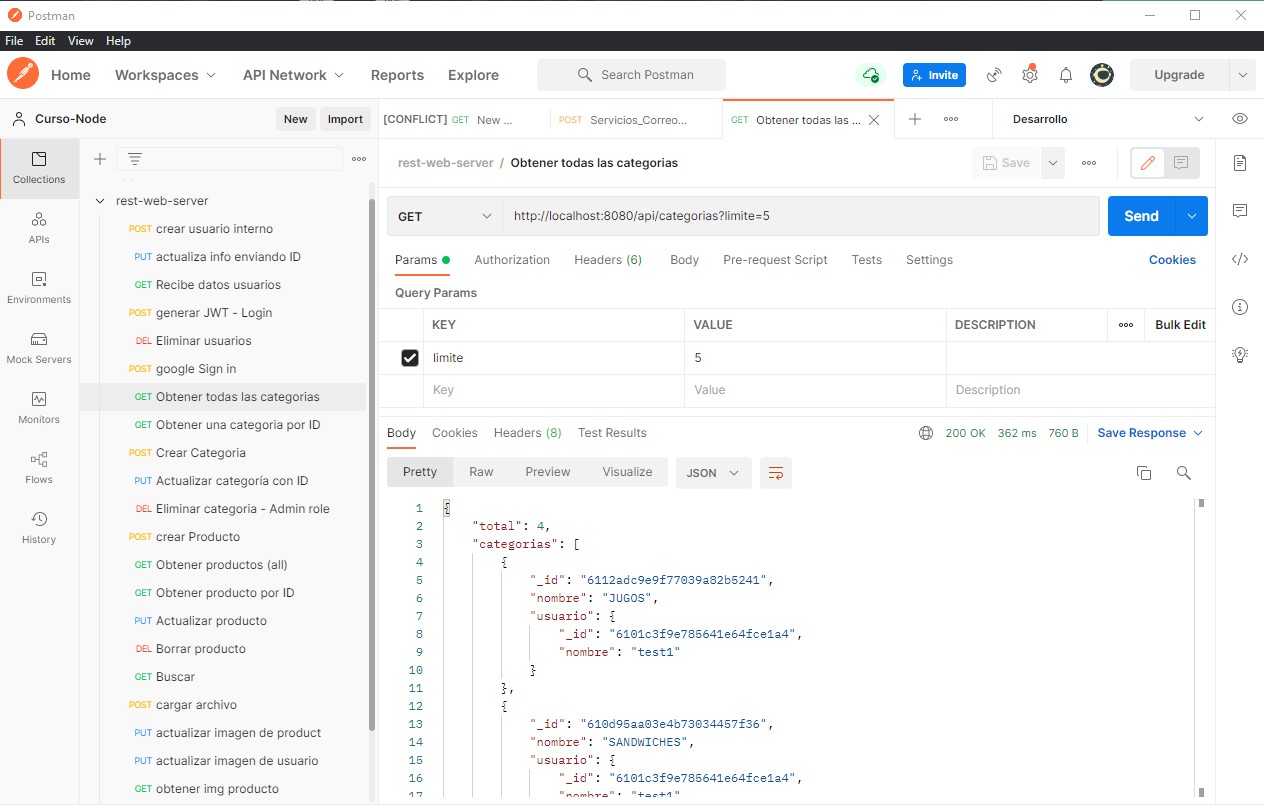 Postman
File Edit View Help
Home Workspaces API Network Reports Explore Search Postman Invite Upgrade
Curso-Node New Import
[CONFLICT] GET New ... POST Servicios_Correo... GET Obtener todas las ... Desarrollo
Collections
APIs
Environments
Mock Servers
Monitors
Flows
History
rest-web-server
POST crear usuario interno
PUT actualiza info enviando ID
GET Recibe datos usuarios
POST generar JWT - Login
DEL Eliminar usuarios
POST google Sign in
GET Obtener todas las categorias
GET Obtener una categoria por ID
POST Crear Categoria
PUT Actualizar categoría con ID
DEL Eliminar categoria - Admin role
POST crear Producto
GET Obtener productos (all)
GET Obtener producto por ID
PUT Actualizar producto
DEL Borrar producto
GET Buscar
POST cargar archivo
PUT actualizar imagen de product
PUT actualizar imagen de usuario
GET obtener img producto
rest-web-server / Obtener todas las categorias Save
GET http://localhost:8080/api/categorias?limite=5 Send
Params Authorization Headers (6) Body Pre-request Script Tests Settings Cookies
Query Params
KEY VALUE DESCRIPTION Bulk Edit
limite 5
Key Value Description
Body Cookies Headers (8) Test Results 200 OK 362 ms 760 B Save Response
Pretty Raw Preview Visualize JSON
1 {
2 "total": 4,
3 "categorias": [
4 {
5 "_id": "6112adc9e9f77039a82b5241",
6 "nombre": "JUGOS",
7 "usuario": {
8 "_id": "6101c3f9e785641e64fce1a4",
9 "nombre": "test1"
10 }
11 },
12 {
13 "_id": "610d95aa03e4b73034457f36",
14 "nombre": "SANDWICHES",
15 "usuario": {
16 "_id": "6101c3f9e785641e64fce1a4",
17 "nombre": "test1"